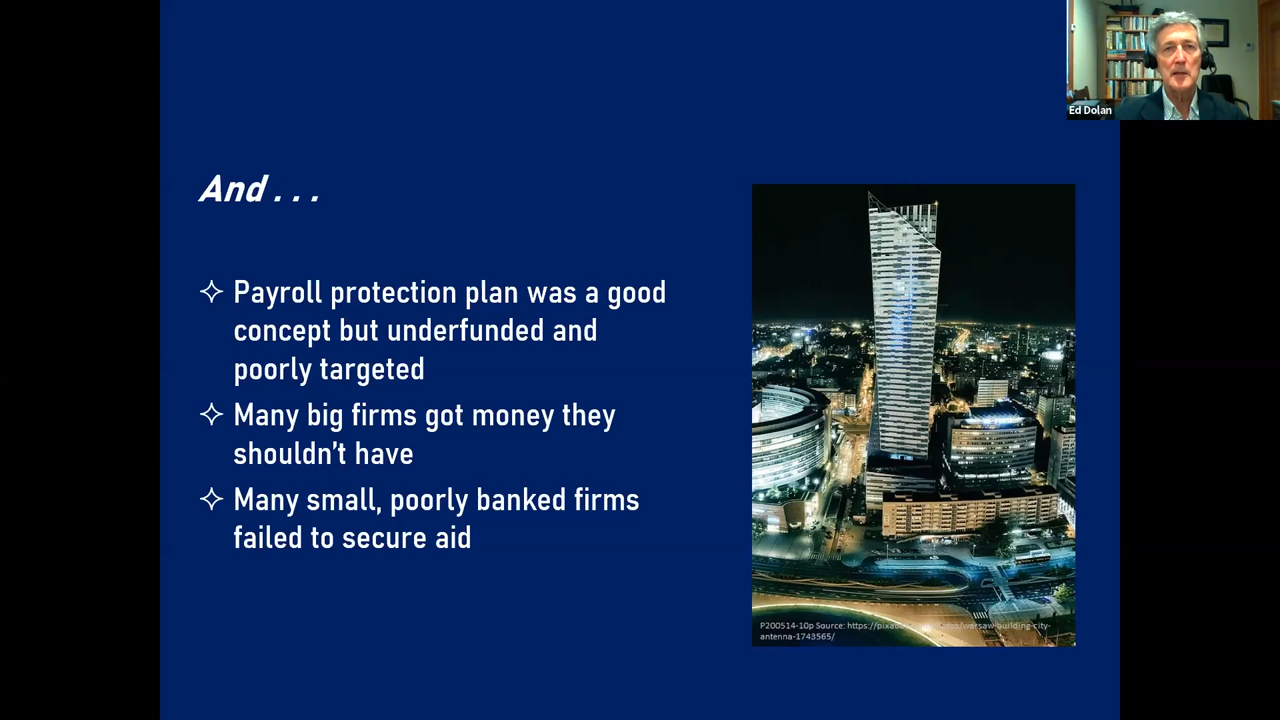 Ed Dolan
And . . .
✧ Payroll protection plan was a good
concept but underfunded and
poorly targeted
✧ Many big firms got money they
shouldn't have
✧ Many small, poorly banked firms
failed to secure aid
P200514-10p Source: https://pixaba
/warsaw-building-city-
antenna-1743565/